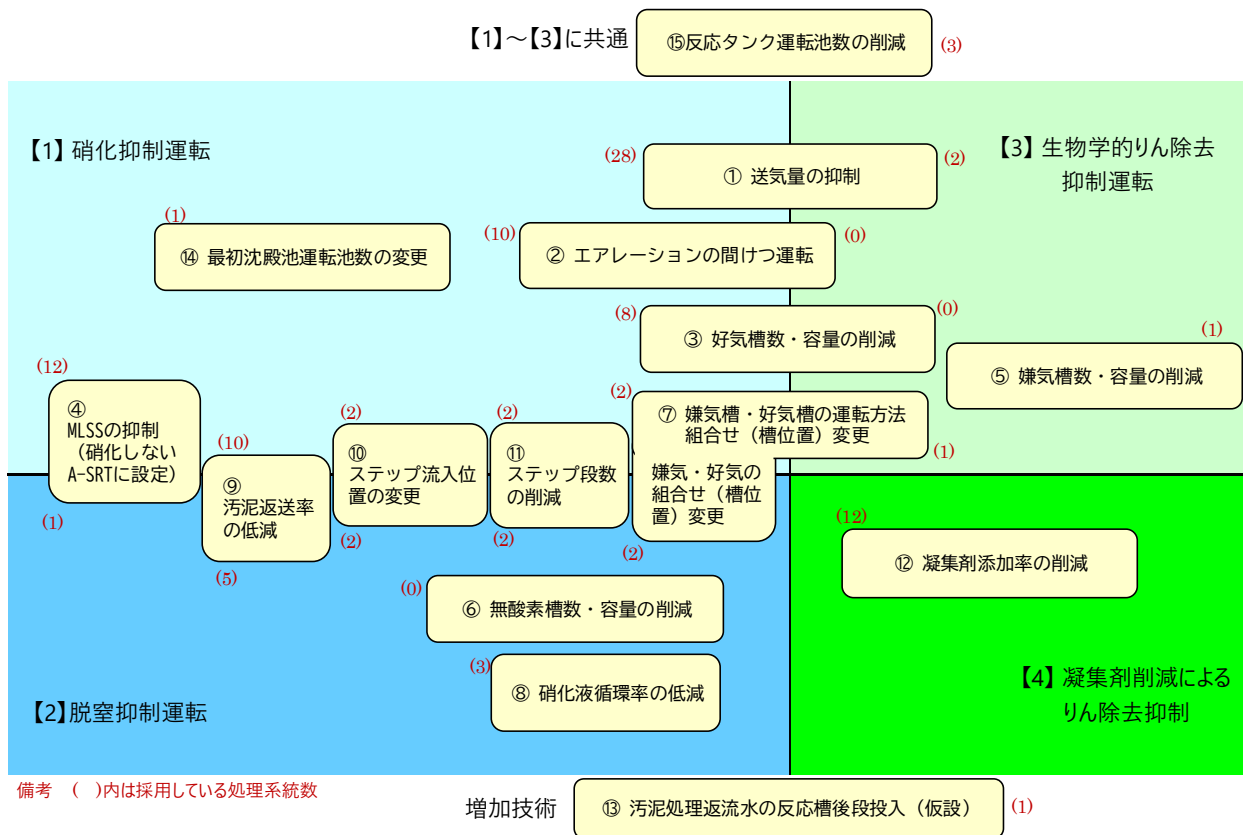 【1】~【3】に共通
⑮反応タンク運転池数の削減
(3)
【1】 硝化抑制運転
(28)
① 送気量の抑制
(2)
【3】 生物学的りん除去
抑制運転
(1)
⑭ 最初沈殿池運転池数の変更
(10)
② エアレーションの間けつ運転
(0)
(8)
③ 好気槽数・容量の削減
(0)
(1)
⑤ 嫌気槽数・容量の削減
(12)
④
MLSSの抑制
(硝化しない
A-SRTに設定)
(1)
(10)
⑨
汚泥返送率
の低減
(5)
(2)
⑩
ステップ流入位
置の変更
(2)
(2)
⑪
ステップ段数
の削減
(2)
(2)
⑦ 嫌気槽・好気槽の運転方法
組合せ(槽位置)変更
(1)
嫌気・好気の
組合せ(槽位
置)変更
(2)
(12)
⑫ 凝集剤添加率の削減
(0)
⑥ 無酸素槽数・容量の削減
(3)
⑧ 硝化液循環率の低減
【2】脱窒抑制運転
【4】 凝集剤削減による
りん除去抑制
備考 ( )内は採用している処理系統数
増加技術
⑬ 汚泥処理返流水の反応槽後段投入(仮設)
(1)